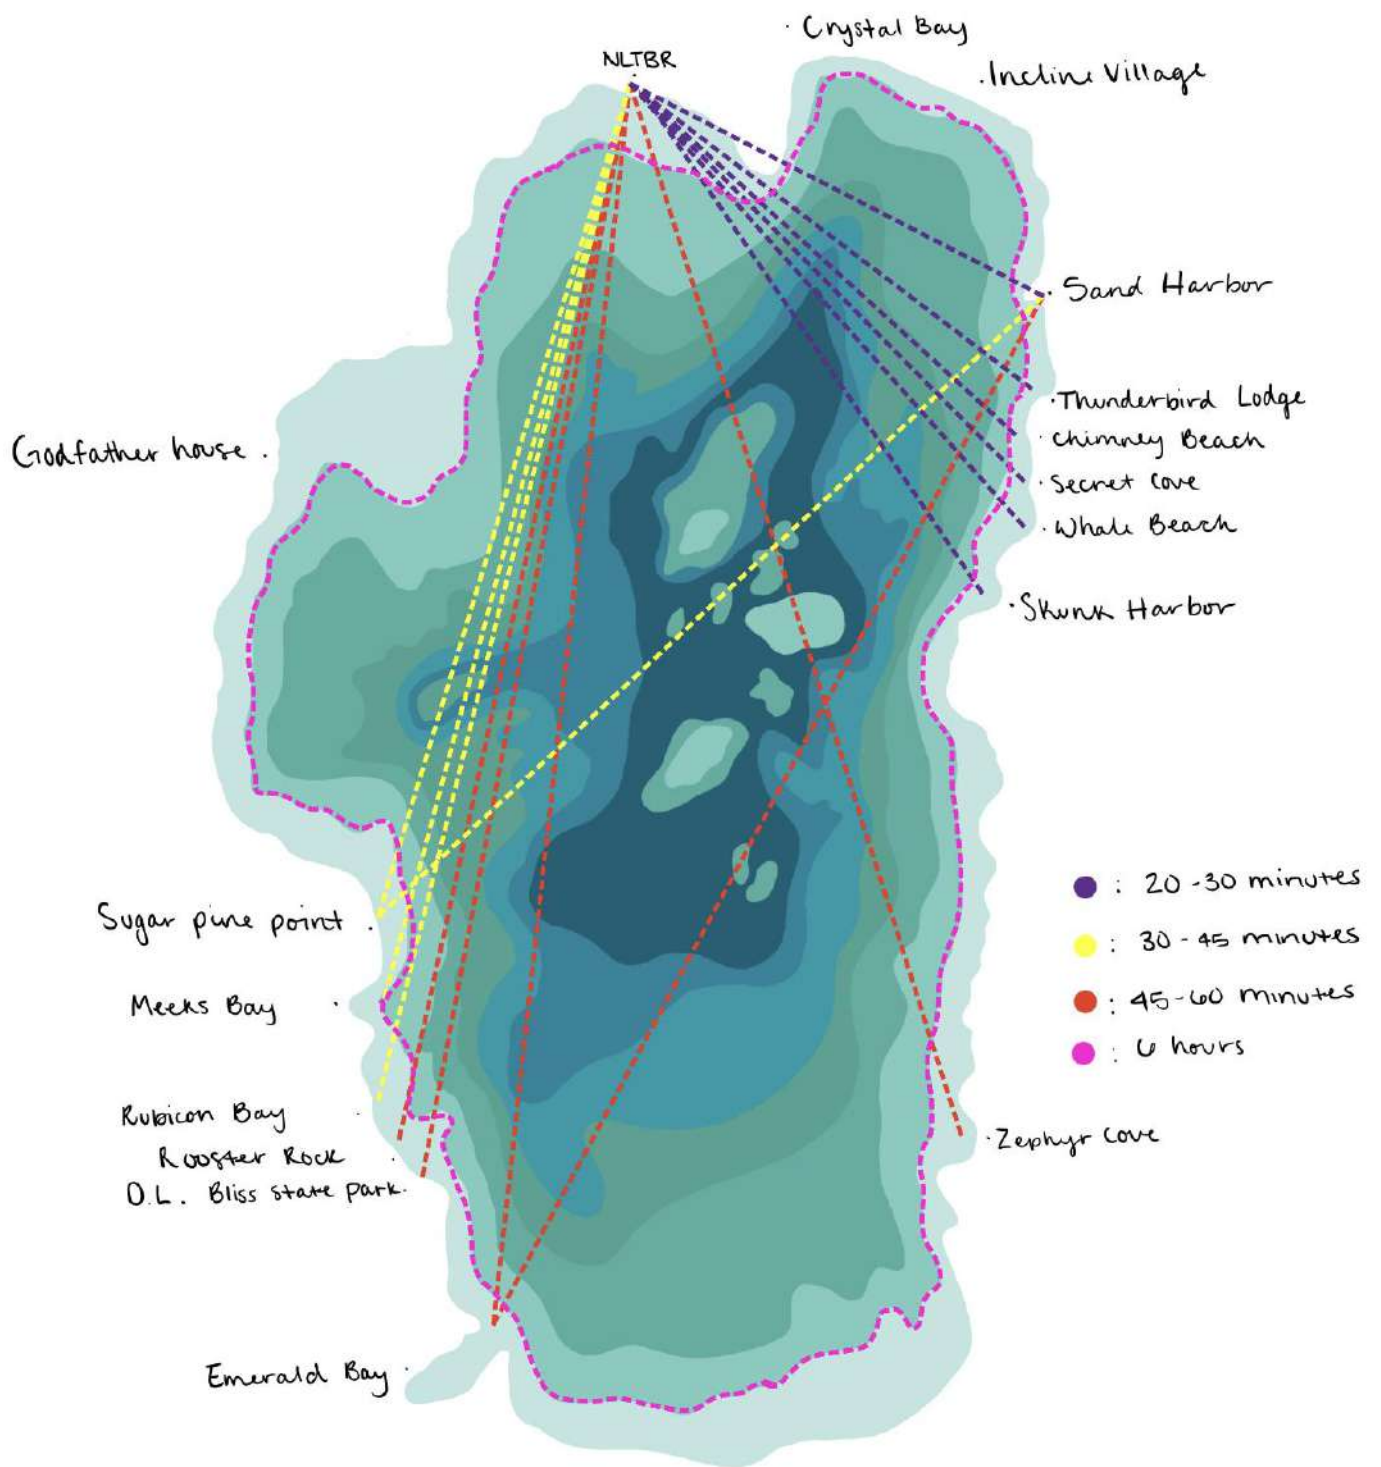 · Crystal Bay
NLTBR
· Incline Village
· Sand Harbor
· Thunderbird Lodge
Godfather house .
· Chimney Beach
· Secret Cove
· Whale Beach
· Skunk Harbor
● : 20-30 minutes
Sugar pine point .
● : 30-45 minutes
Meeks Bay ·
● : 45-60 minutes
● : 6 hours
Rubicon Bay .
Rooster Rock .
D.L. Bliss State Park.
· Zephyr Cove
Emerald Bay ·